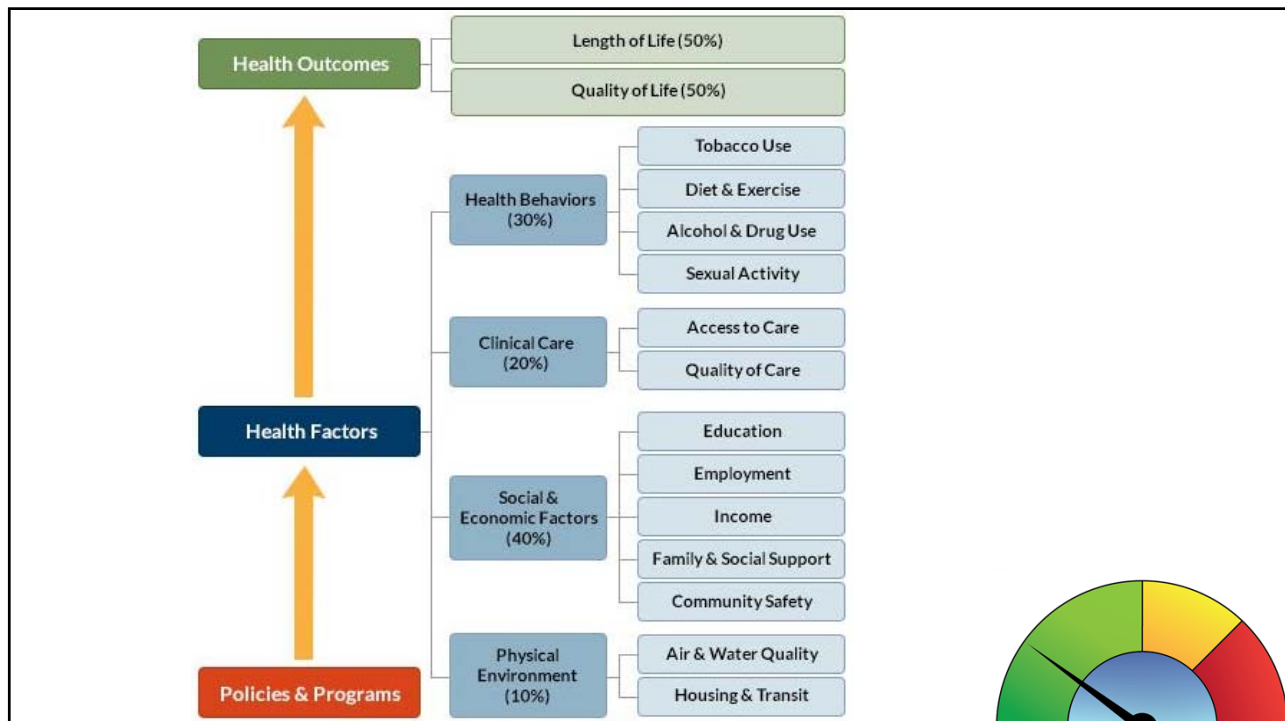 Health Outcomes
Length of Life (50%)
Quality of Life (50%)
Health Factors
Health Behaviors
(30%)
Tobacco Use
Diet & Exercise
Alcohol & Drug Use
Sexual Activity
Clinical Care
(20%)
Access to Care
Quality of Care
Social &
Economic Factors
(40%)
Education
Employment
Income
Family & Social Support
Community Safety
Physical
Environment
(10%)
Air & Water Quality
Housing & Transit
Policies & Programs